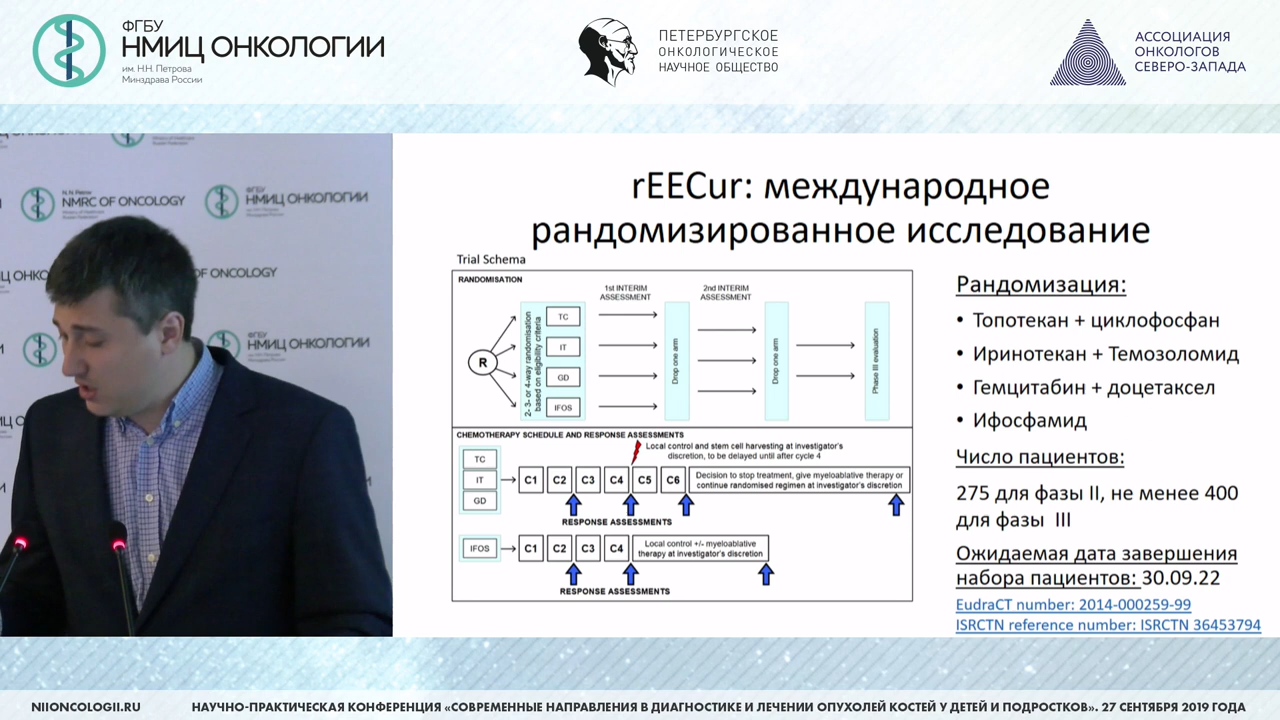 ФГБУ
НМИЦ ОНКОЛОГИИ
им. Н.Н. Петрова
Минздрава России
ПЕТЕРБУРГСКОЕ
ОНКОЛОГИЧЕСКОЕ
НАУЧНОЕ ОБЩЕСТВО
АССОЦИАЦИЯ
ОНКОЛОГОВ
СЕВЕРО-ЗАПАДА
N.N. Petrov
NMRC OF ONCOLOGY
ФГБУ
НМИЦ ОНКОЛОГИИ
OF ONCOLOGY
ФГБУ
НМИЦ ОНКОЛОГИИ
rEECur: международное
рандомизированное исследование
Trial Schema
RANDOMISATION
1st INTERIM
ASSESSMENT
2nd INTERIM
ASSESSMENT
R
2- 3- or 4-way randomisation
based on eligibility criteria
TC
IT
GD
IFOS
Drop one arm
Drop one arm
Phase III evaluation
CHEMOTHERAPY SCHEDULE AND RESPONSE ASSESSMENTS
Local control and stem cell harvesting at investigator's
discretion, to be delayed until after cycle 4
TC
IT
GD
C1 C2 C3 C4 C5 C6
Decision to stop treatment, give myeloablative therapy or
continue randomised regimen at investigator's discretion
RESPONSE ASSESSMENTS
IFOS
C1 C2 C3 C4
Local control +/- myeloablative
therapy at investigator's discretion
RESPONSE ASSESSMENTS
Рандомизация:
• Топотекан + циклофосфан
• Иринотекан + Темозоломид
• Гемцитабин + доцетаксел
• Ифосфамид
Число пациентов:
275 для фазы II, не менее 400
для фазы III
Ожидаемая дата завершения
набора пациентов: 30.09.22
EudraCT number: 2014-000259-99
ISRCTN reference number: ISRCTN 36453794
NIIONCOLOGII.RU
НАУЧНО-ПРАКТИЧЕСКАЯ КОНФЕРЕНЦИЯ «СОВРЕМЕННЫЕ НАПРАВЛЕНИЯ В ДИАГНОСТИКЕ И ЛЕЧЕНИИ ОПУХОЛЕЙ КОСТЕЙ У ДЕТЕЙ И ПОДРОСТКОВ». 27 СЕНТЯБРЯ 2019 ГОДА